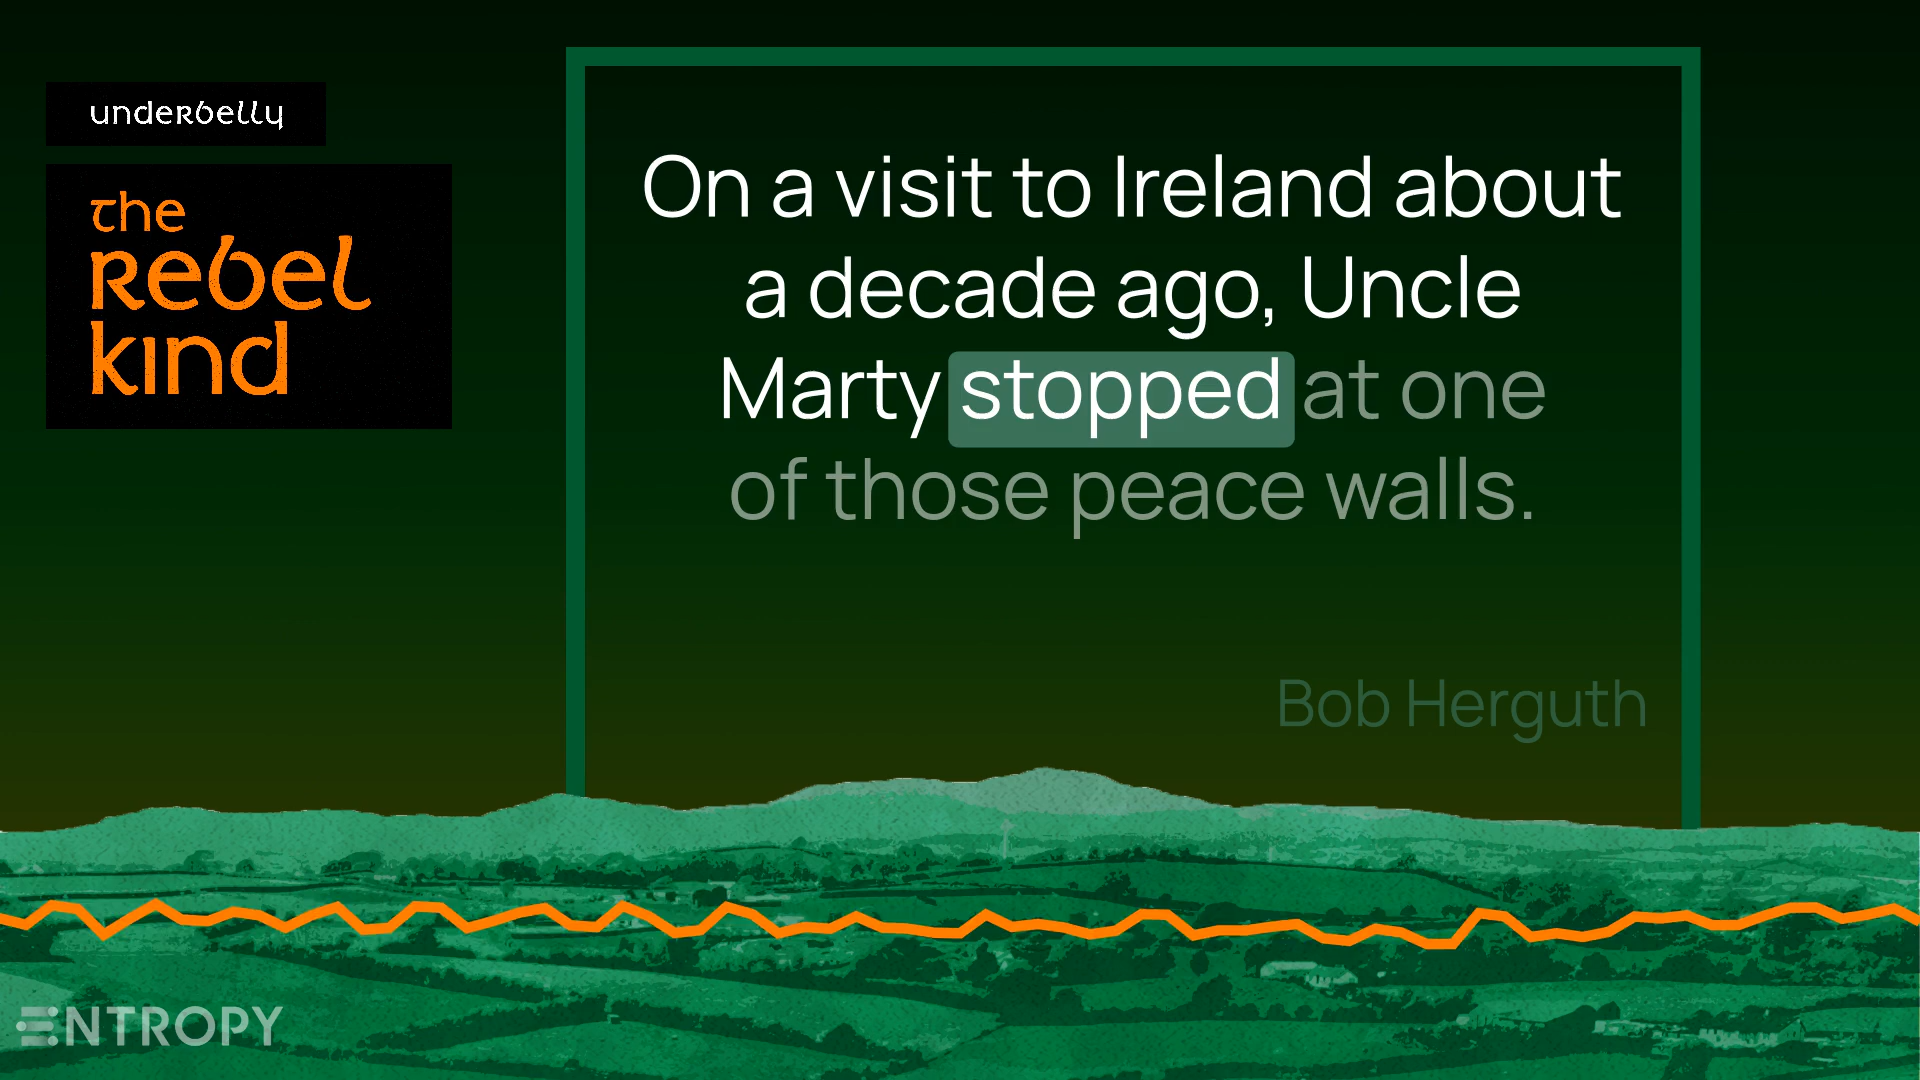 underbelly
the
rebel
kind
On a visit to Ireland about
a decade ago, Uncle
Marty stopped at one
of those peace walls.
Bob Herguth
ENTROPY